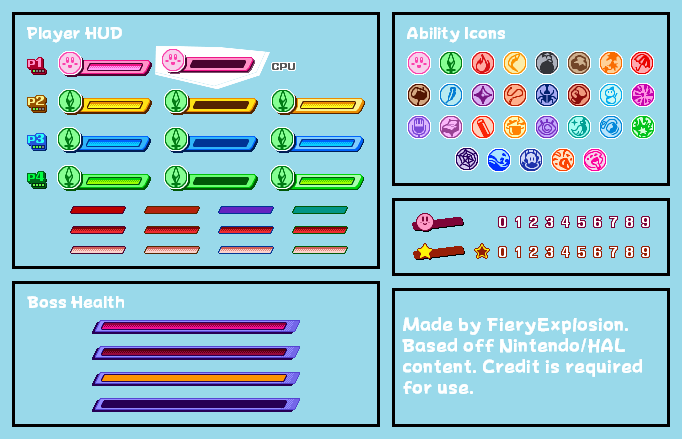 Player HUD
P1
CPU
P2
P3
P4
Boss Health
Ability Icons
0 1 2 3 4 5 6 7 8 9
0 1 2 3 4 5 6 7 8 9
Made by FieryExplosion.
Based off Nintendo/HAL
content. Credit is required
for use.